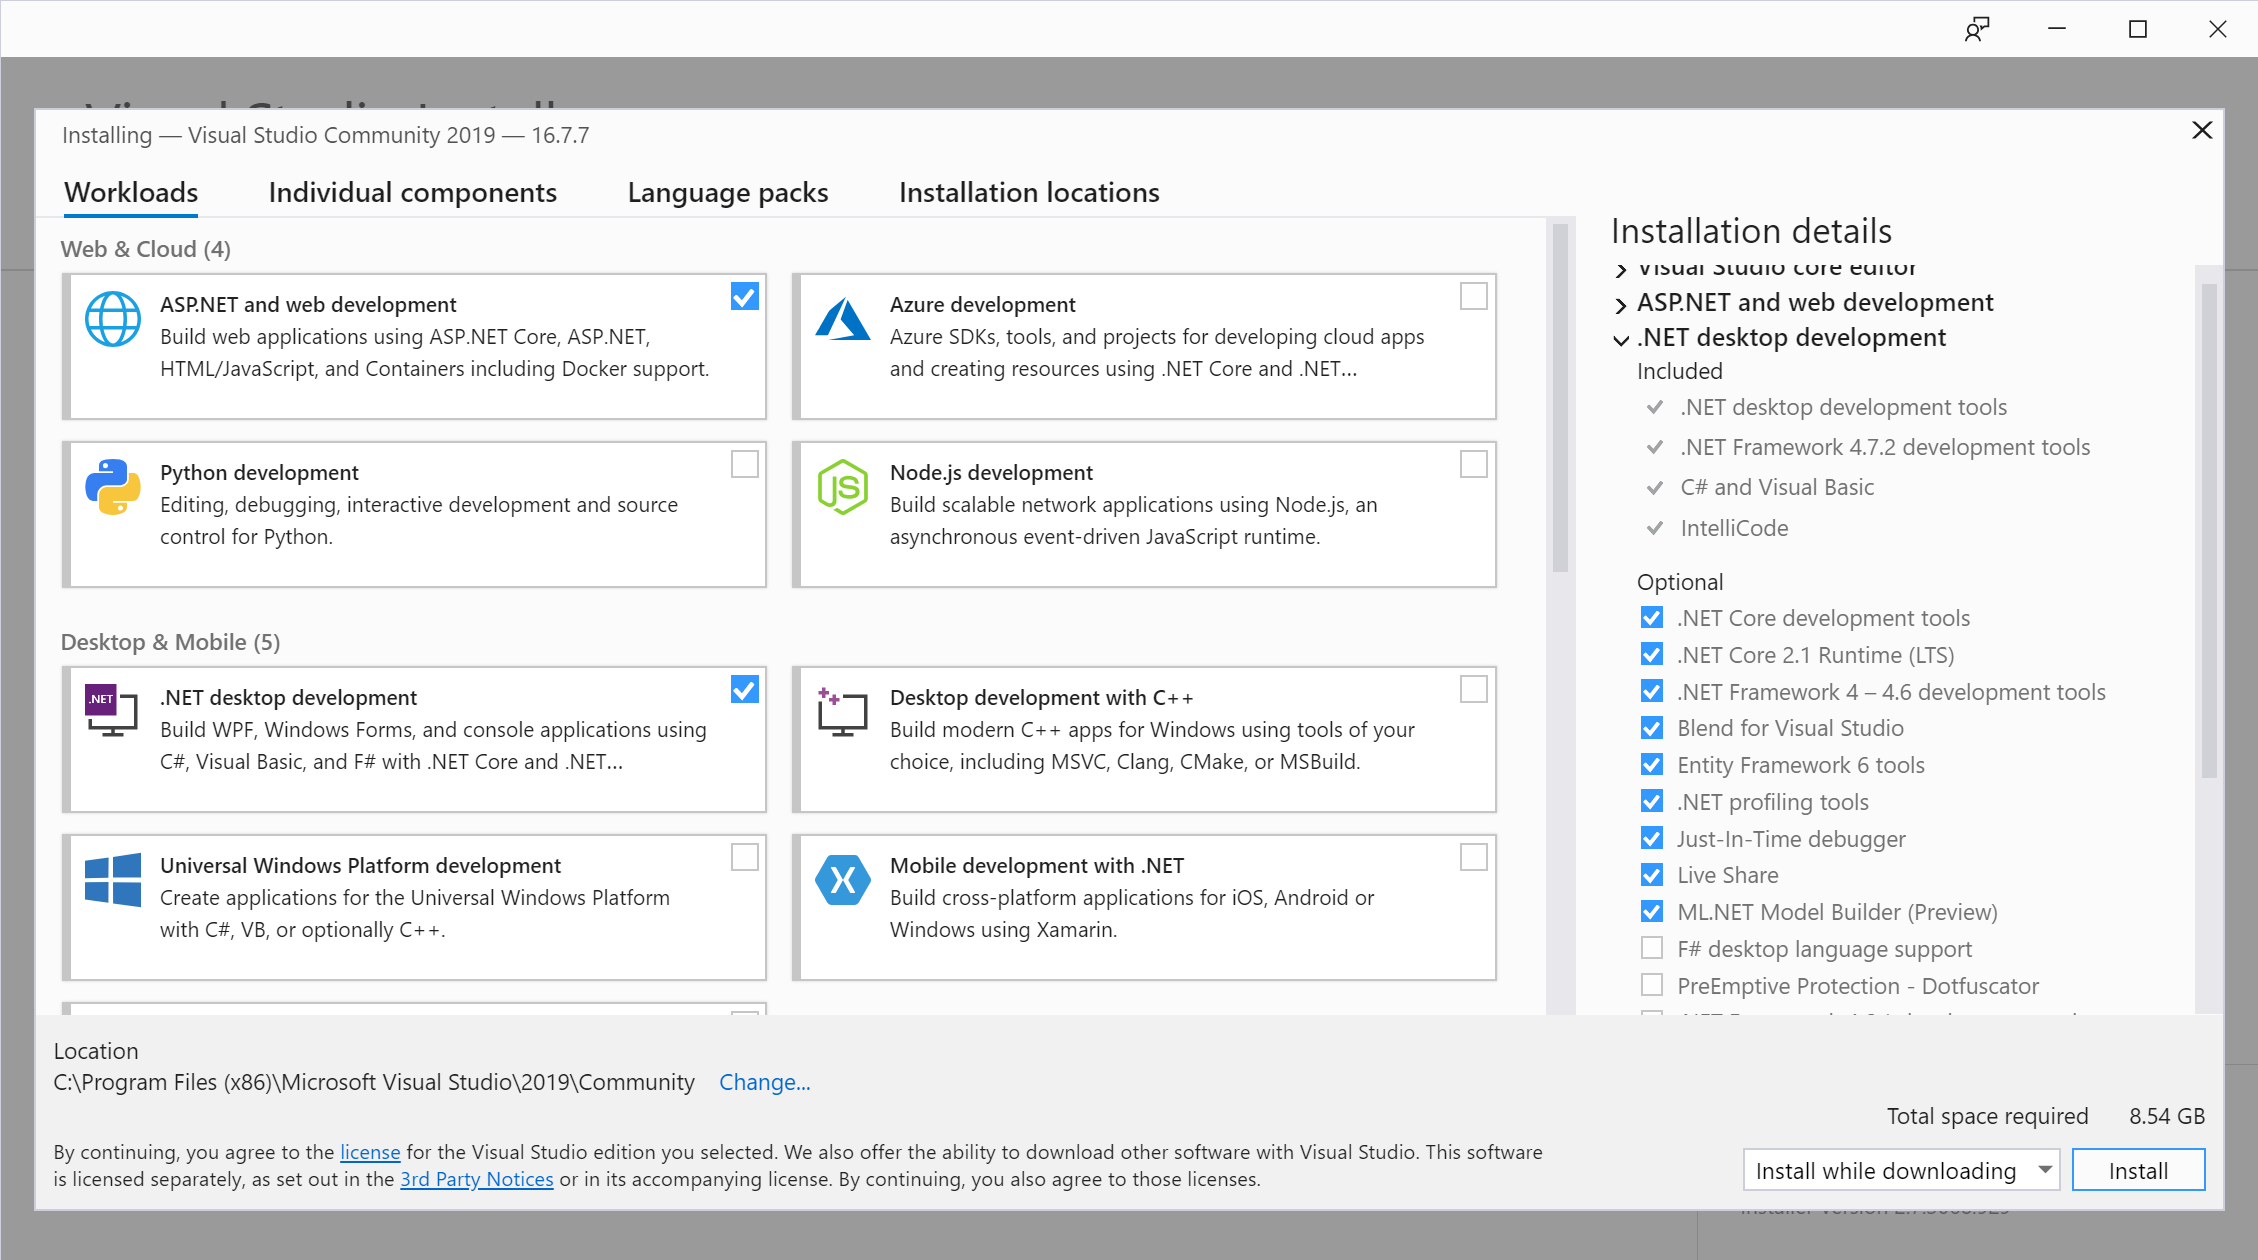 Visual Studio Installer
Installing — Visual Studio Community 2019 — 16.7.7
Workloads
Individual components
Language packs
Installation locations
Web & Cloud (4)
ASP.NET and web development
Build web applications using ASP.NET Core, ASP.NET,
HTML/JavaScript, and Containers including Docker support.
Azure development
Azure SDKs, tools, and projects for developing cloud apps
and creating resources using .NET Core and .NET...
Python development
Editing, debugging, interactive development and source
control for Python.
Node.js development
Build scalable network applications using Node.js, an
asynchronous event-driven JavaScript runtime.
Desktop & Mobile (5)
.NET
.NET desktop development
Build WPF, Windows Forms, and console applications using
C#, Visual Basic, and F# with .NET Core and .NET...
Desktop development with C++
Build modern C++ apps for Windows using tools of your
choice, including MSVC, Clang, CMake, or MSBuild.
Universal Windows Platform development
Create applications for the Universal Windows Platform
with C#, VB, or optionally C++.
Mobile development with .NET
Build cross-platform applications for iOS, Android or
Windows using Xamarin.
Installation details
Visual Studio core editor
ASP.NET and web development
.NET desktop development
Included
.NET desktop development tools
.NET Framework 4.7.2 development tools
C# and Visual Basic
IntelliCode
Optional
.NET Core development tools
.NET Core 2.1 Runtime (LTS)
.NET Framework 4 – 4.6 development tools
Blend for Visual Studio
Entity Framework 6 tools
.NET profiling tools
Just-In-Time debugger
Live Share
ML.NET Model Builder (Preview)
F# desktop language support
PreEmptive Protection - Dotfuscator
Location
C:\Program Files (x86)\Microsoft Visual Studio\2019\Community Change...
Total space required 8.54 GB
By continuing, you agree to the license for the Visual Studio edition you selected. We also offer the ability to download other software with Visual Studio. This software
is licensed separately, as set out in the 3rd Party Notices or in its accompanying license. By continuing, you also agree to those licenses.
Install while downloading
Install